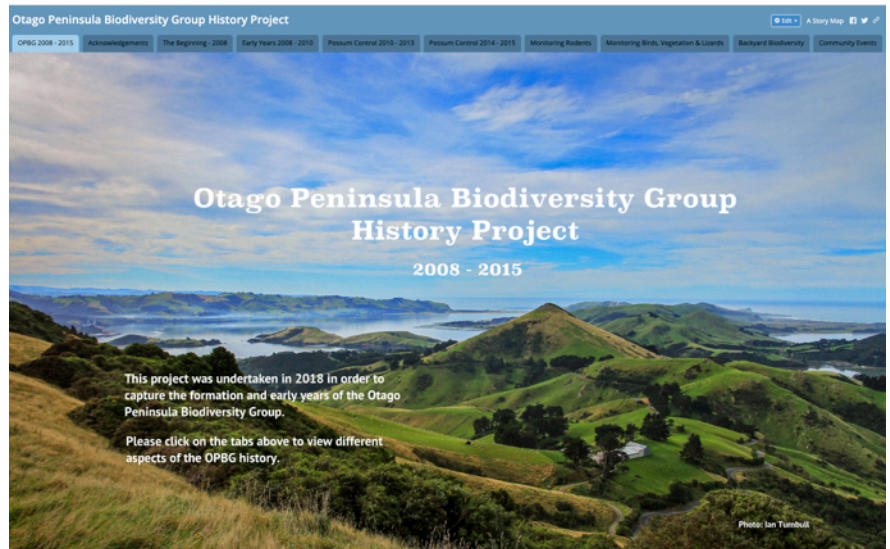 Otago Peninsula Biodiversity Group History Project
Edit
A Story Map
OPBG 2008 - 2015
Acknowledgements
The Beginning - 2008
Early Years 2008 - 2010
Possum Control 2010 - 2013
Possum Control 2014 - 2015
Monitoring Rodents
Monitoring Birds, Vegetation & Lizards
Backyard Biodiversity
Community Events
Otago Peninsula Biodiversity Group
History Project
2008 - 2015
This project was undertaken in 2018 in order to
capture the formation and early years of the Otago
Peninsula Biodiversity Group.
Please click on the tabs above to view different
aspects of the OPBG history.
Photo: Ian Turnbull